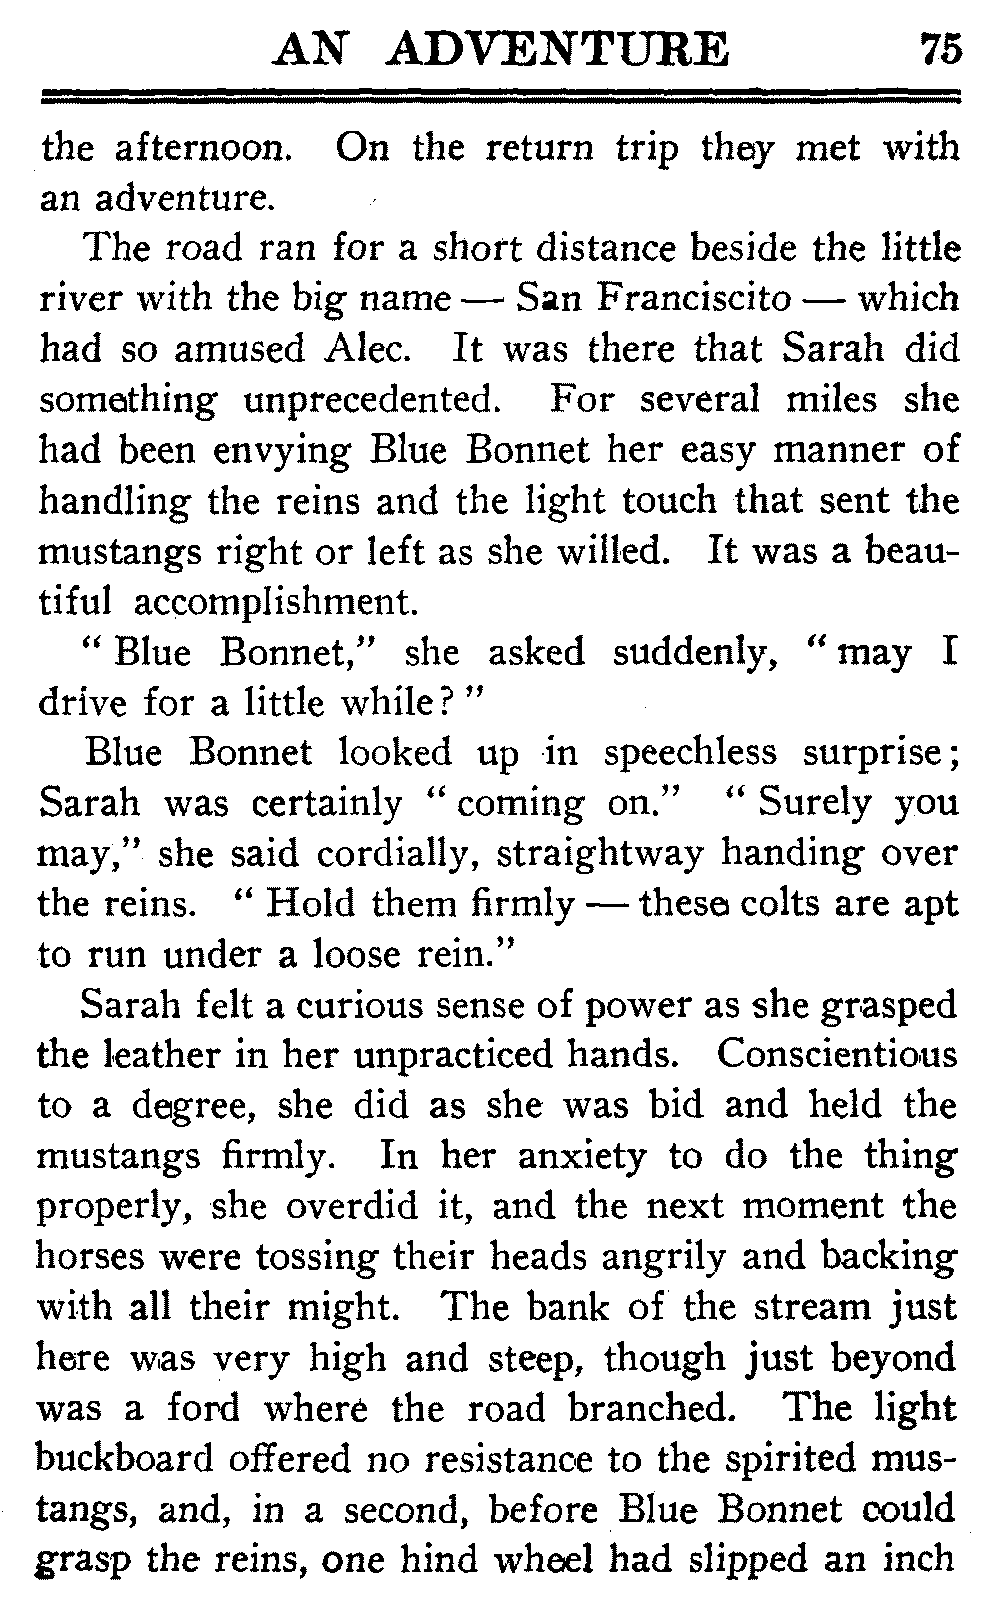 AN ADVENTURE 75
the afternoon. On the return trip they met with
an adventure.
The road ran for a short distance beside the little
river with the big name — San Franciscito — which
had so amused Alec. It was there that Sarah did
something unprecedented. For several miles she
had been envying Blue Bonnet her easy manner of
handling the reins and the light touch that sent the
mustangs right or left as she willed. It was a beau-
tiful accomplishment.
“ Blue Bonnet,” she asked suddenly, “ may I
drive for a little while? ”
Blue Bonnet looked up in speechless surprise;
Sarah was certainly “ coming on.” “ Surely you
may,” she said cordially, straightway handing over
the reins. “ Hold them firmly — these colts are apt
to run under a loose rein.”
Sarah felt a curious sense of power as she grasped
the leather in her unpracticed hands. Conscientious
to a degree, she did as she was bid and held the
mustangs firmly. In her anxiety to do the thing
properly, she overdid it, and the next moment the
horses were tossing their heads angrily and backing
with all their might. The bank of the stream just
here was very high and steep, though just beyond
was a ford where the road branched. The light
buckboard offered no resistance to the spirited mus-
tangs, and, in a second, before Blue Bonnet could
grasp the reins, one hind wheel had slipped an inch